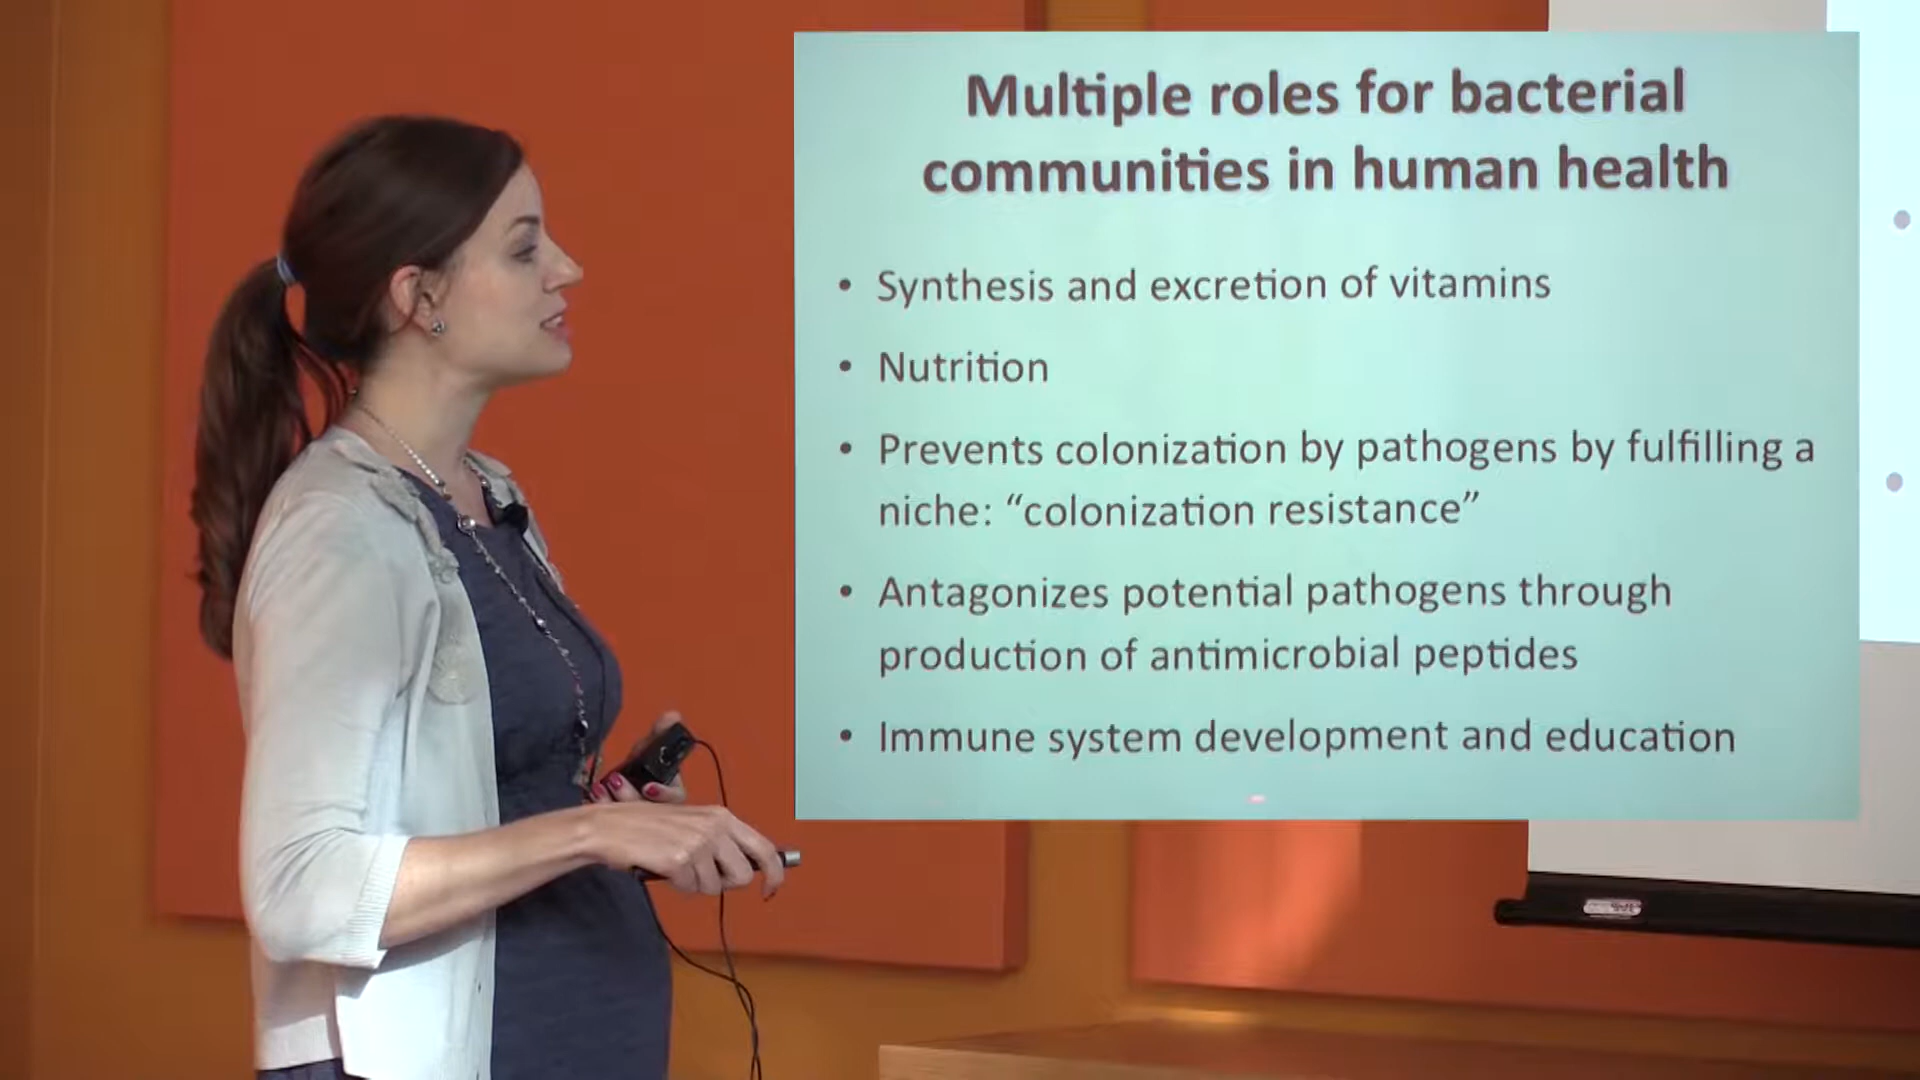 Multiple roles for bacterial
communities in human health
• Synthesis and excretion of vitamins
• Nutrition
• Prevents colonization by pathogens by fulfilling a
niche: “colonization resistance”
• Antagonizes potential pathogens through
production of antimicrobial peptides
• Immune system development and education